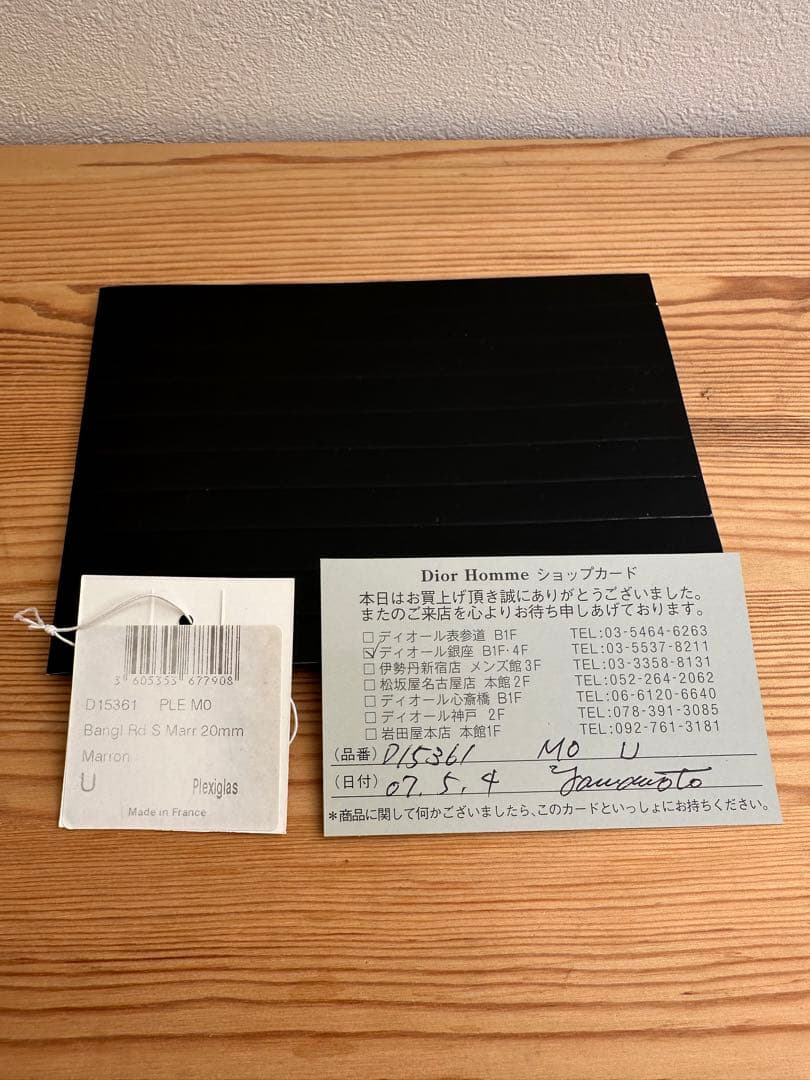 3 605353 677908
D15361 PLE M0
Bangl Rd S Marr 20mm
Marron
U
Plexiglas
Made in France
Dior Homme ショップカード
本日はお買上げ頂き誠にありがとうございました。
またのご来店を心よりお待ち申しあげております。
□ ディオール表参道 B1F TEL:03-5464-6263
☑ ディオール銀座 B1F·4F TEL:03-5537-8211
□ 伊勢丹新宿店 メンズ館3F TEL:03-3358-8131
□ 松坂屋名古屋店 本館2F TEL:052-264-2062
□ ディオール心斎橋 B1F TEL:06-6120-6640
□ ディオール神戸 2F TEL:078-391-3085
□ 岩田屋本店 本館1F TEL:092-761-3181
(品番) D15361 M0 U
(日付) 07. 5. 4 Yamamoto
*商品に関して何かございましたら、このカードといっしょにお持ちください。